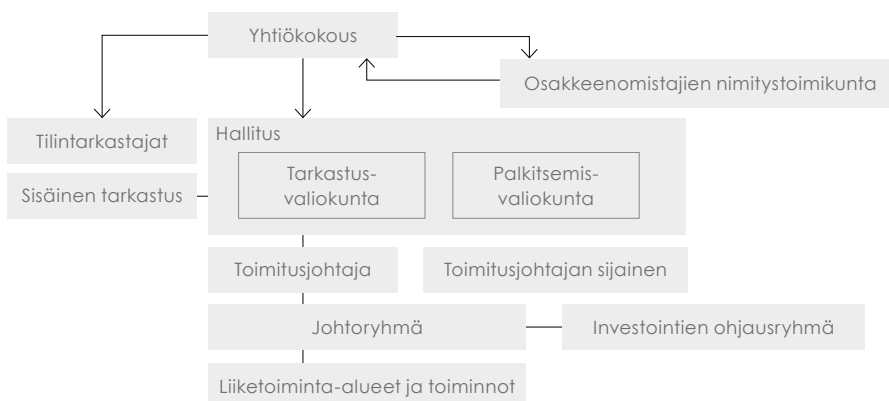 Yhtiökokous
Osakkeenomistajien nimitystoimikunta
Tilintarkastajat
Hallitus
Tarkastus-
valiokunta
Palkitsemis-
valiokunta
Sisäinen tarkastus
Toimitusjohtaja
Toimitusjohtajan sijainen
Johtoryhmä
Investointien ohjausryhmä
Liiketoiminta-alueet ja toiminnot